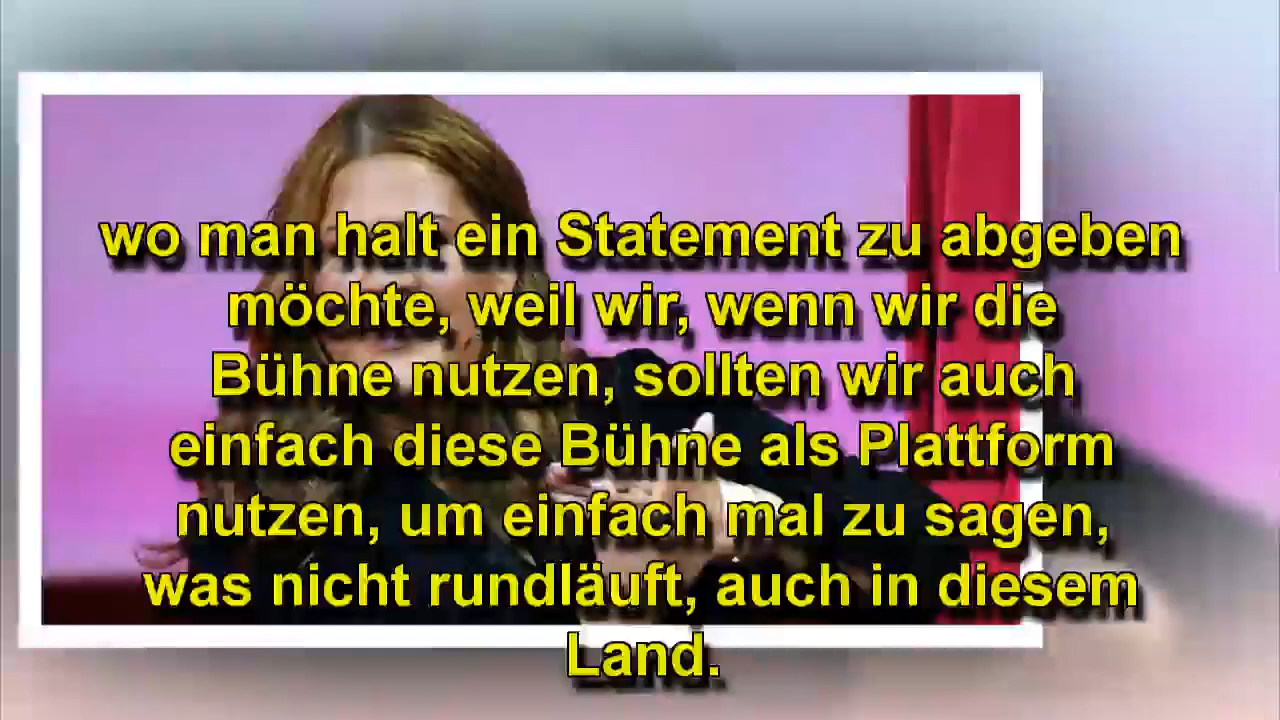 wo man halt ein Statement zu abgeben
möchte, weil wir, wenn wir die
Bühne nutzen, sollten wir auch
einfach diese Bühne als Plattform
nutzen, um einfach mal zu sagen,
was nicht rundläuft, auch in diesem
Land.